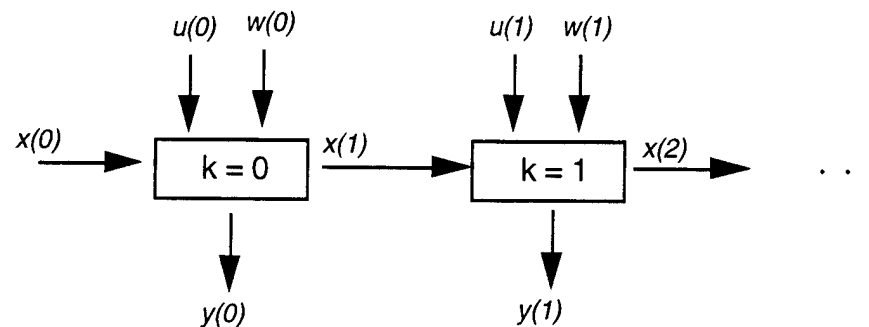 u(0) w(0) u(1) w(1)
x(0) k = 0 x(1) k = 1 x(2) . .
y(0) y(1)